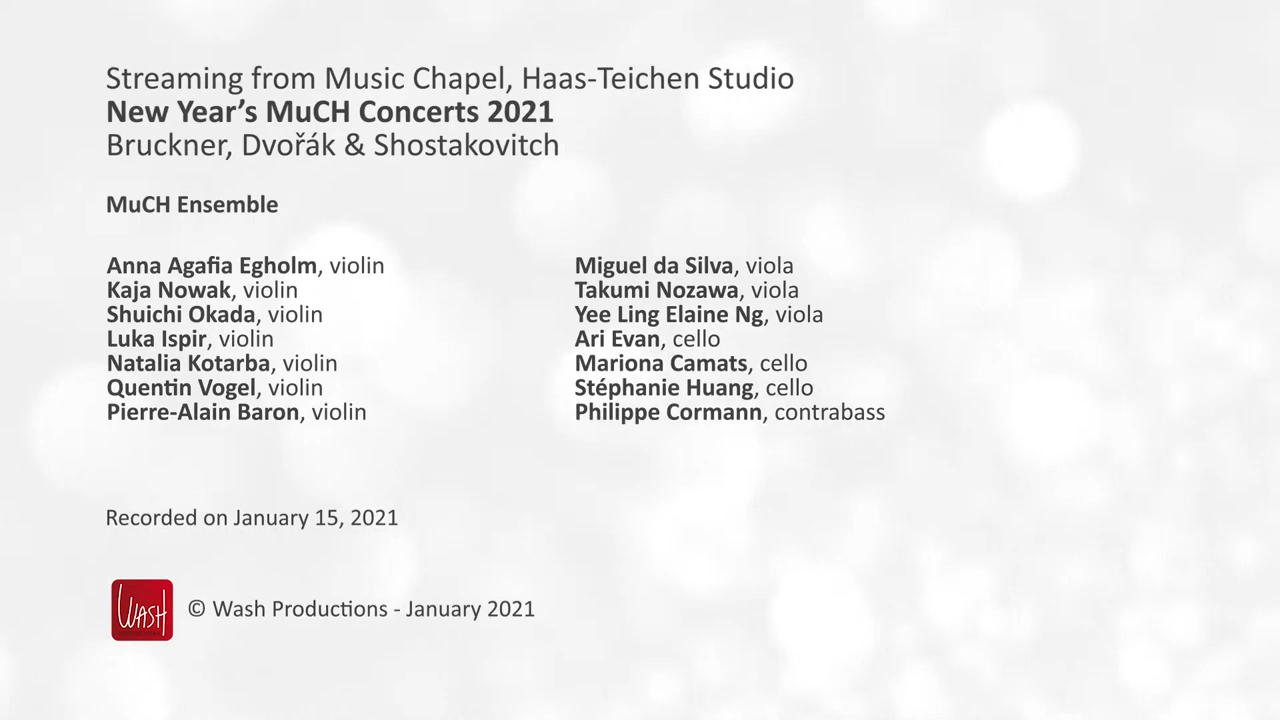 Streaming from Music Chapel, Haas-Teichen Studio
New Year’s MuCH Concerts 2021
Bruckner, Dvořák & Shostakovitch
MuCH Ensemble
Anna Agafia Egholm, violin
Kaja Nowak, violin
Shuichi Okada, violin
Luka Ispir, violin
Natalia Kotarba, violin
Quentin Vogel, violin
Pierre-Alain Baron, violin
Miguel da Silva, viola
Takumi Nozawa, viola
Yee Ling Elaine Ng, viola
Ari Evan, cello
Mariona Camats, cello
Stéphanie Huang, cello
Philippe Cormann, contrabass
Recorded on January 15, 2021
WASH
© Wash Productions - January 2021